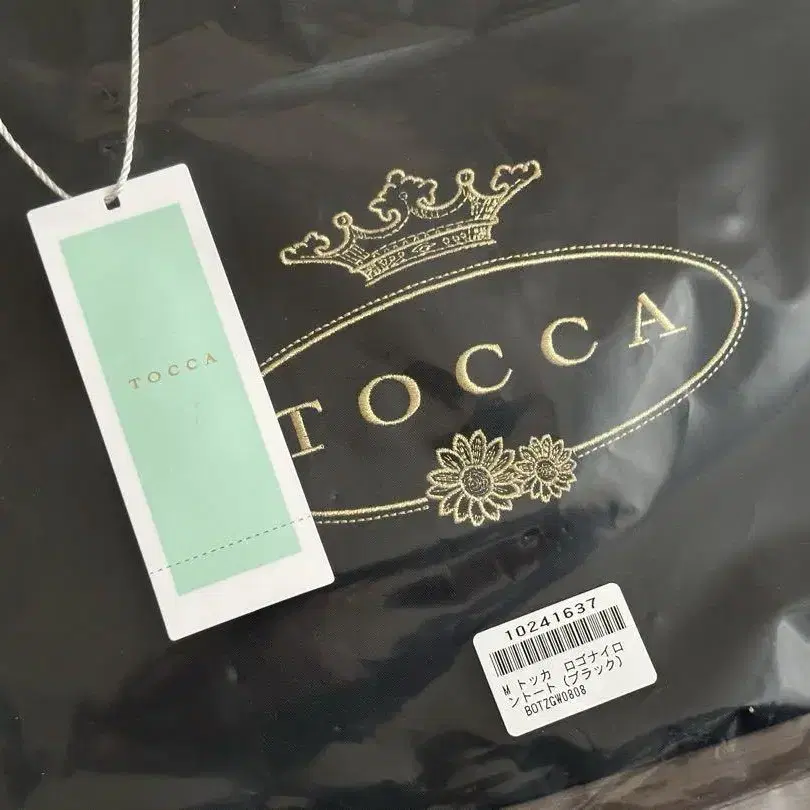 TOCCA
TOCCA
10241637
M トッカ ロゴナイロ
ントート (ブラック)
BOTZGW0808